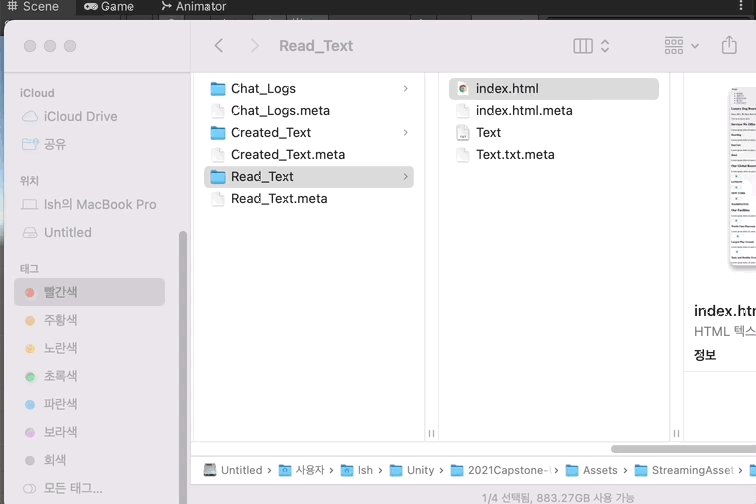 Scene Game Animator
Read_Text
iCloud
iCloud Drive
공유
위치
Ish의 MacBook Pro
Untitled
태그
빨간색
주황색
노란색
초록색
파란색
보라색
회색
모든 태그...
Chat_Logs
Chat_Logs.meta
Created_Text
Created_Text.meta
Read_Text
Read_Text.meta
index.html
index.html.meta
Text
Text.txt.meta
index.htm
HTML 텍스
정보
Untitled 사용자 Ish Unity 2021Capstone- Assets StreamingAsset
1/4 선택됨, 883.27GB 사용 가능